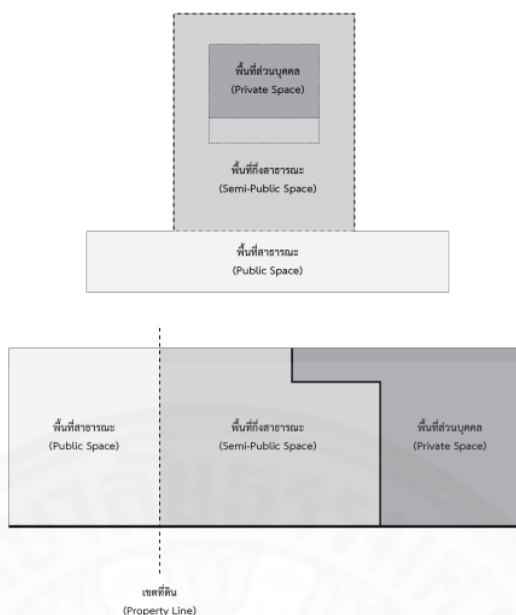 พื้นที่ส่วนบุคคล
(Private Space)
พื้นที่กึ่งสาธารณะ
(Semi-Public Space)
พื้นที่สาธารณะ
(Public Space)
พื้นที่สาธารณะ
(Public Space)
พื้นที่กึ่งสาธารณะ
(Semi-Public Space)
พื้นที่ส่วนบุคคล
(Private Space)
เขตที่ดิน
(Property Line)